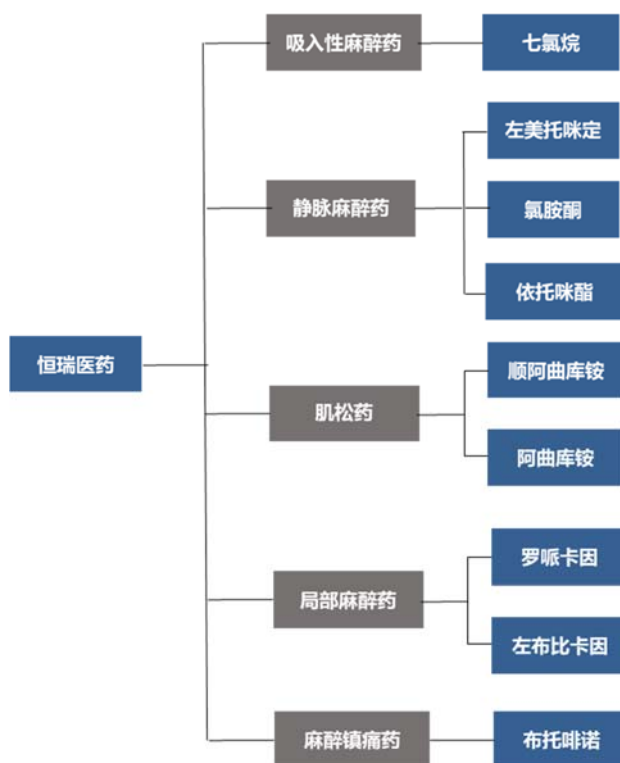 吸入性麻醉药
七氯烷
左美托咪定
静脉麻醉药
氯胺酮
依托咪酯
恒瑞医药
顺阿曲库铵
肌松药
阿曲库铵
罗哌卡因
局部麻醉药
左布比卡因
麻醉镇痛药
布托啡诺